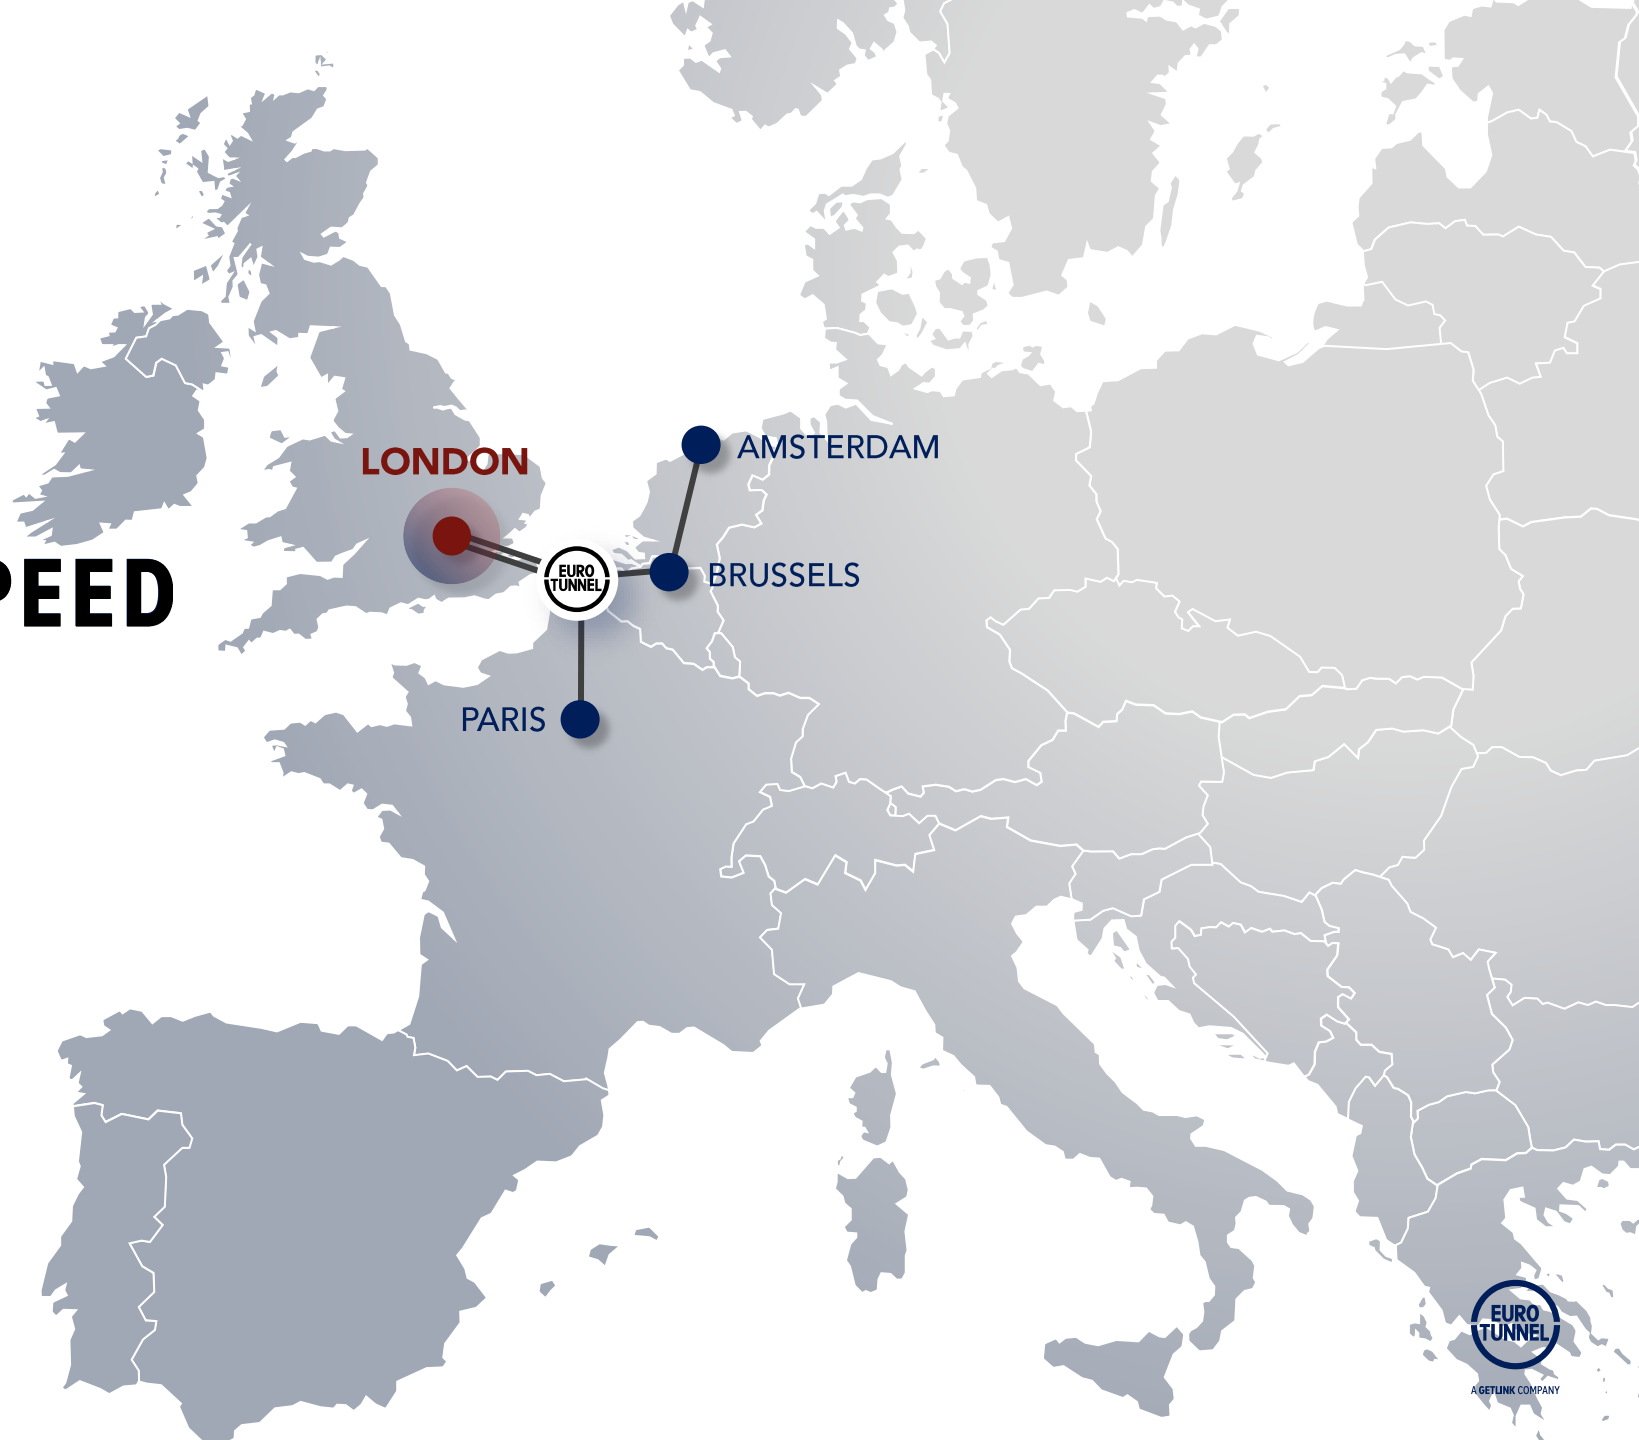 AMSTERDAM
LONDON
EURO
TUNNEL
BRUSSELS
PEED
PARIS
EURO
TUNNEL
A GETLINK COMPANY